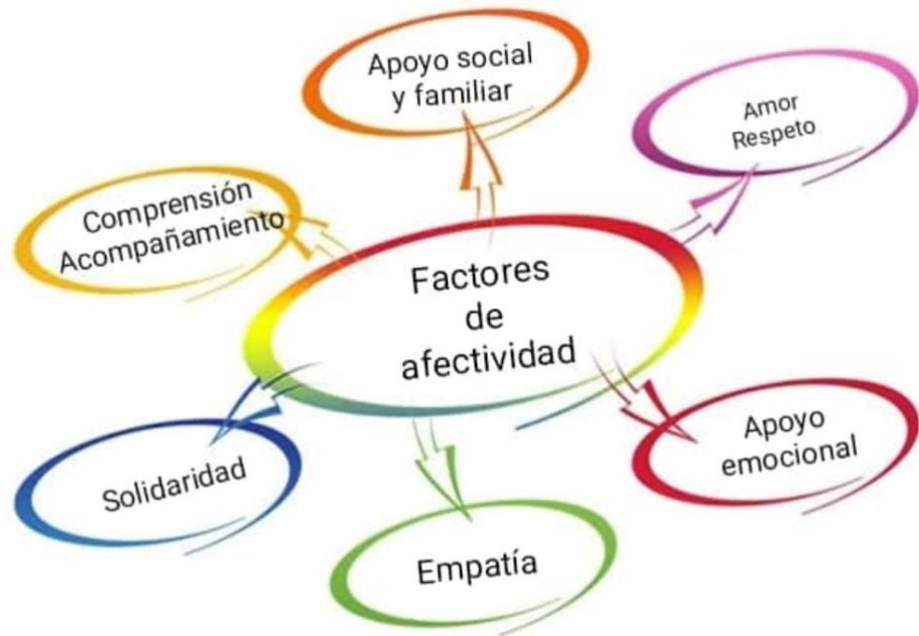 Apoyo social
y familiar
Amor
Respeto
Comprensión
Acompañamiento
Factores
de
afectividad
Solidaridad
Apoyo
emocional
Empatía